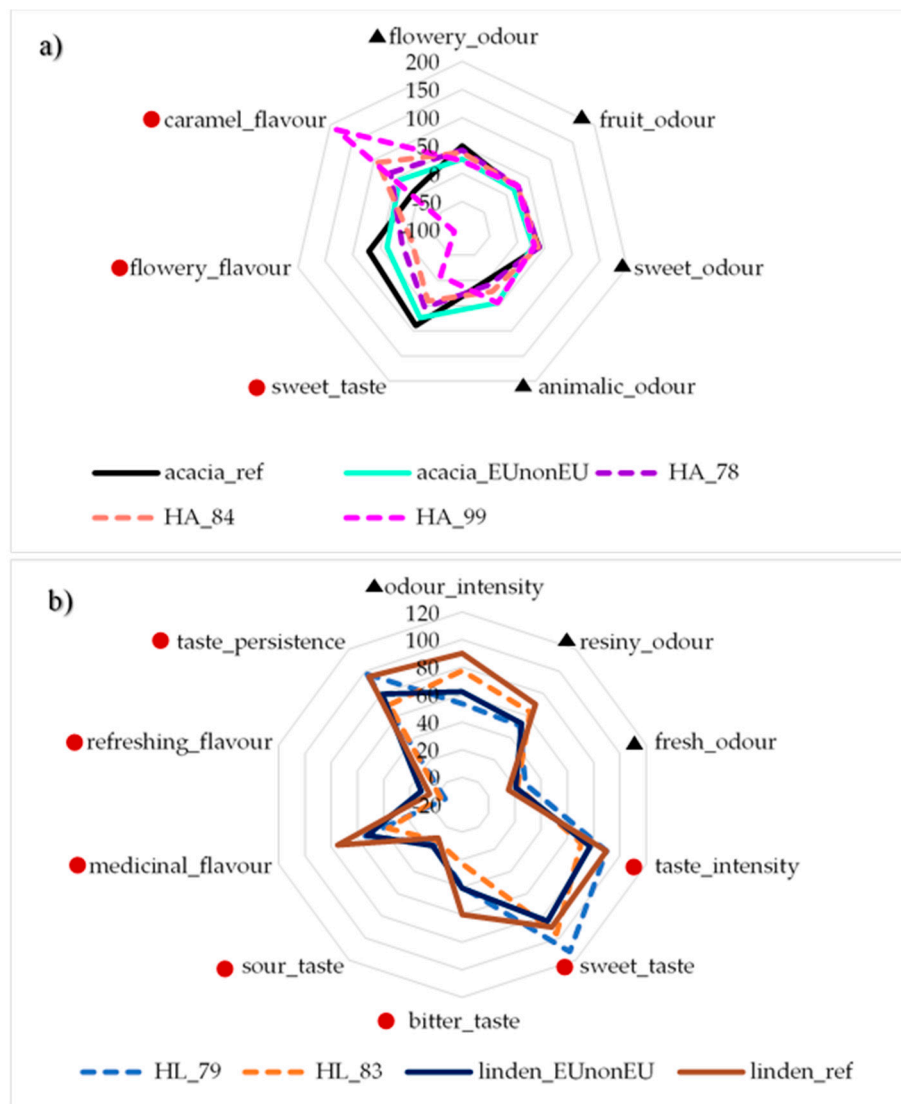 a)
▲flowery_odour
200
150
100
50
0
50
100
● caramel_flavour
▲ fruit_odour
● flowery_flavour
▲ sweet_odour
● sweet_taste
▲ animalic_odour
acacia_ref acacia_EUnonEU HA_78
HA_84 HA_99
b)
▲odour_intensity
120
100
80
60
40
20
0
-20
● taste_persistence
▲ resiny_odour
● refreshing_flavour
▲ fresh_odour
● medicinal_flavour
● taste_intensity
● sour_taste
● sweet_taste
● bitter_taste
HL_79 HL_83 linden_EUnonEU linden_ref